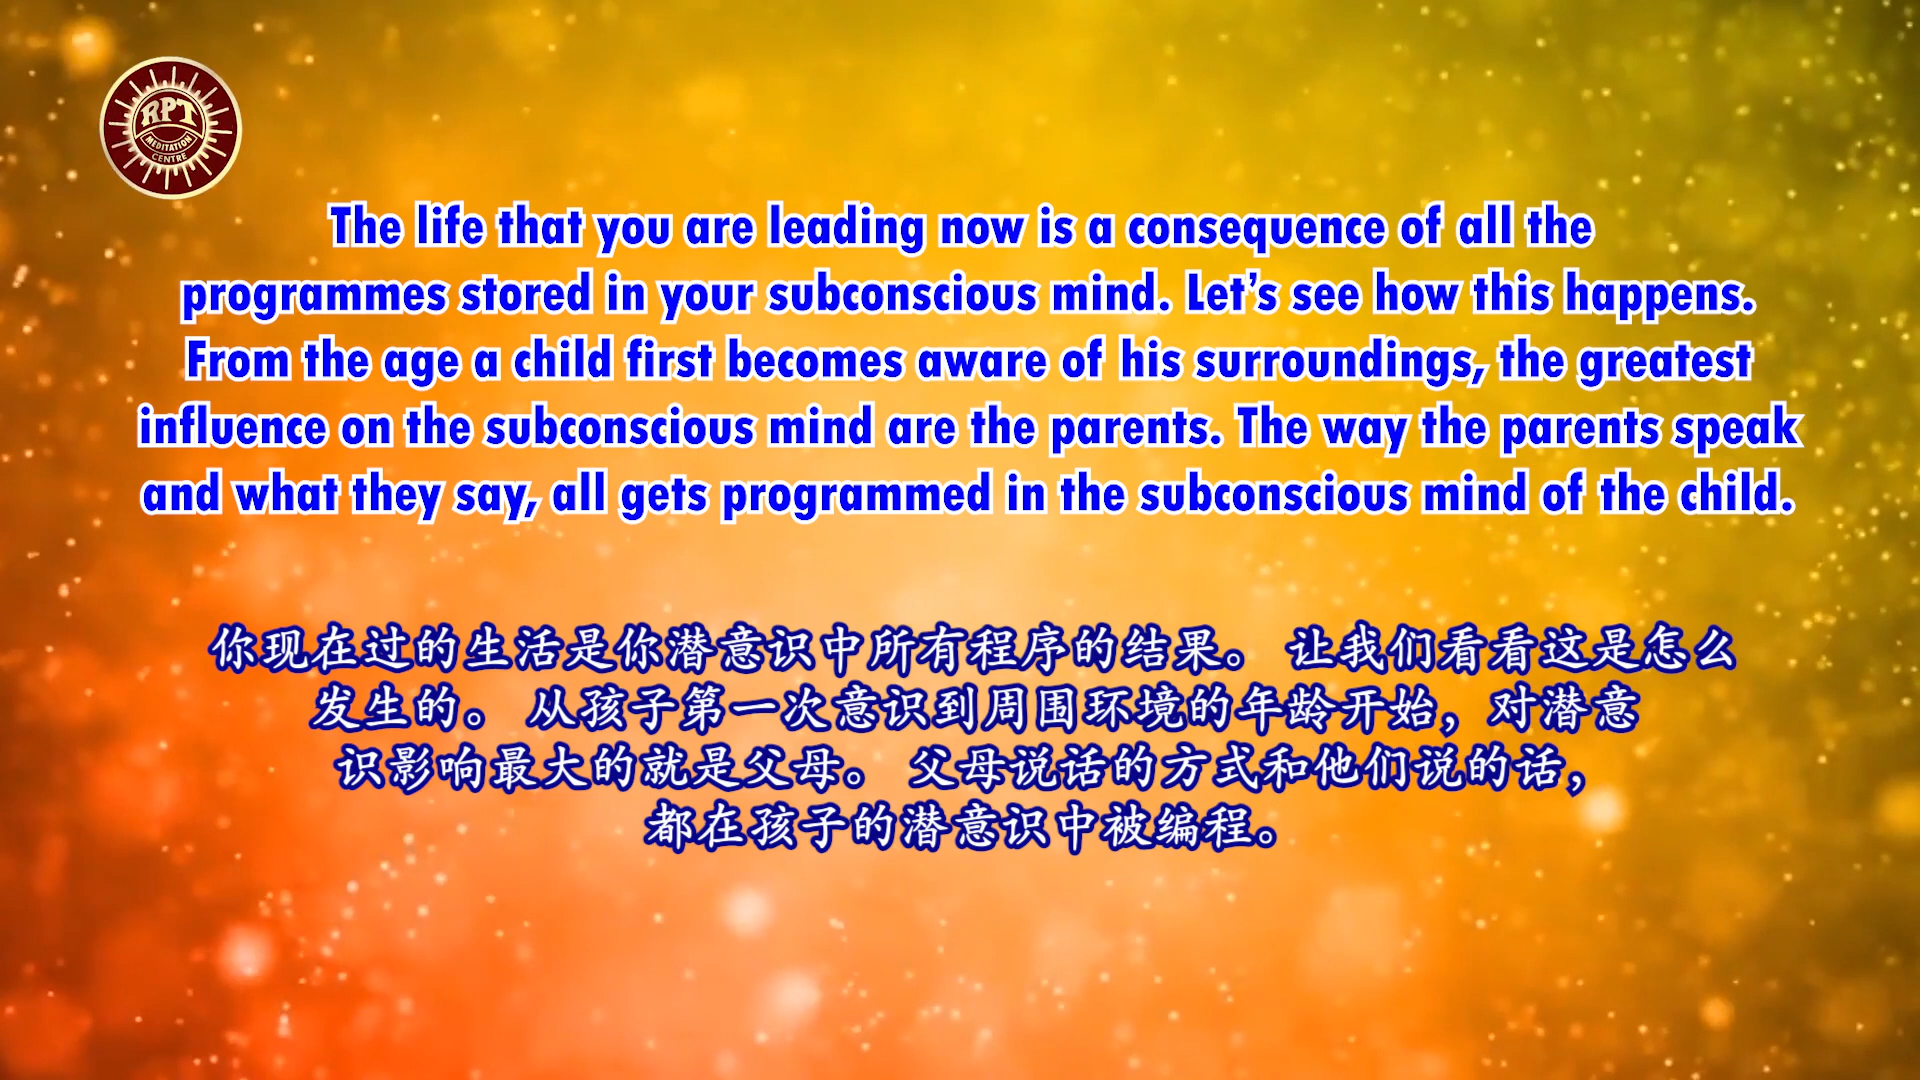 RPT
MEDITATION
CENTRE
The life that you are leading now is a consequence of all the
programmes stored in your subconscious mind. Let’s see how this happens.
From the age a child first becomes aware of his surroundings, the greatest
influence on the subconscious mind are the parents. The way the parents speak
and what they say, all gets programmed in the subconscious mind of the child.
你现在过的生活是你潜意识中所有程序的结果。 让我们看看这是怎么
发生的。 从孩子第一次意识到周围环境的年龄开始，对潜意
识影响最大的就是父母。 父母说话的方式和他们说的话，
都在孩子的潜意识中被编程。